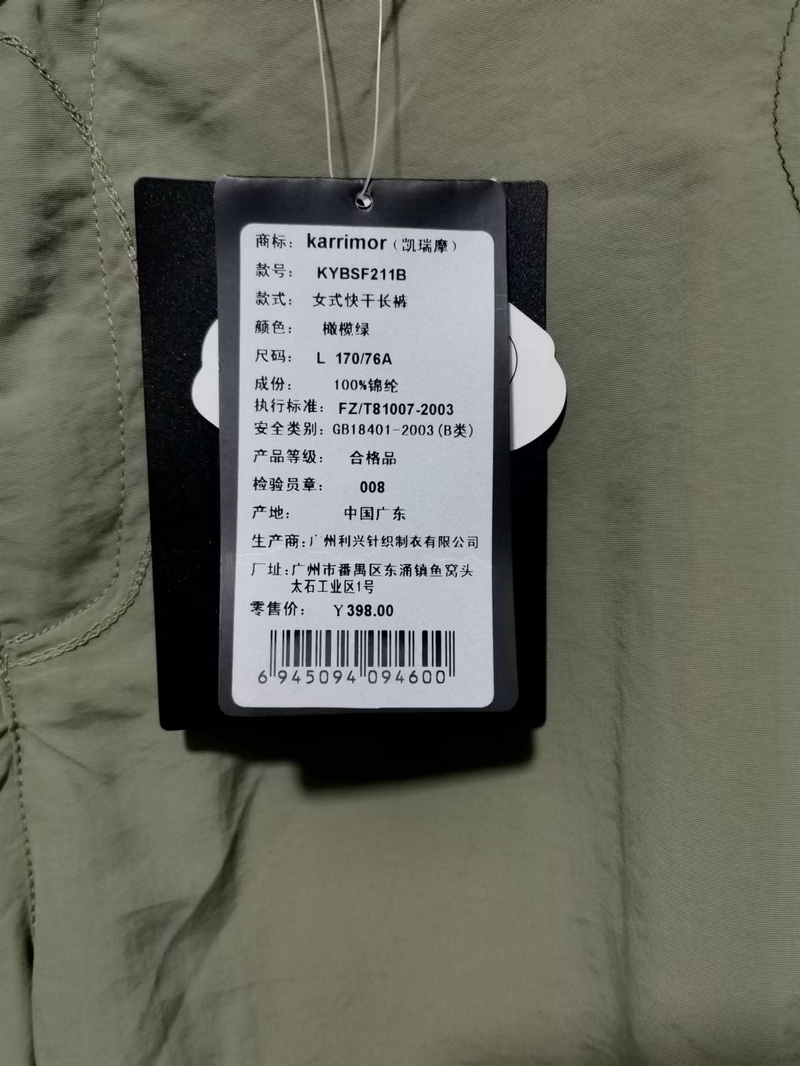 商标: karrimor（凯瑞摩）
款号: KYBSF211B
款式: 女式快干长裤
颜色: 橄榄绿
尺码: L 170/76A
成份: 100%锦纶
执行标准: FZ/T81007-2003
安全类别: GB18401-2003(B类)
产品等级: 合格品
检验员章: 008
产地: 中国广东
生产商:广州利兴针织制衣有限公司
厂址:广州市番禺区东涌镇鱼窝头
太石工业区1号
零售价: ￥398.00
6 945094 094600